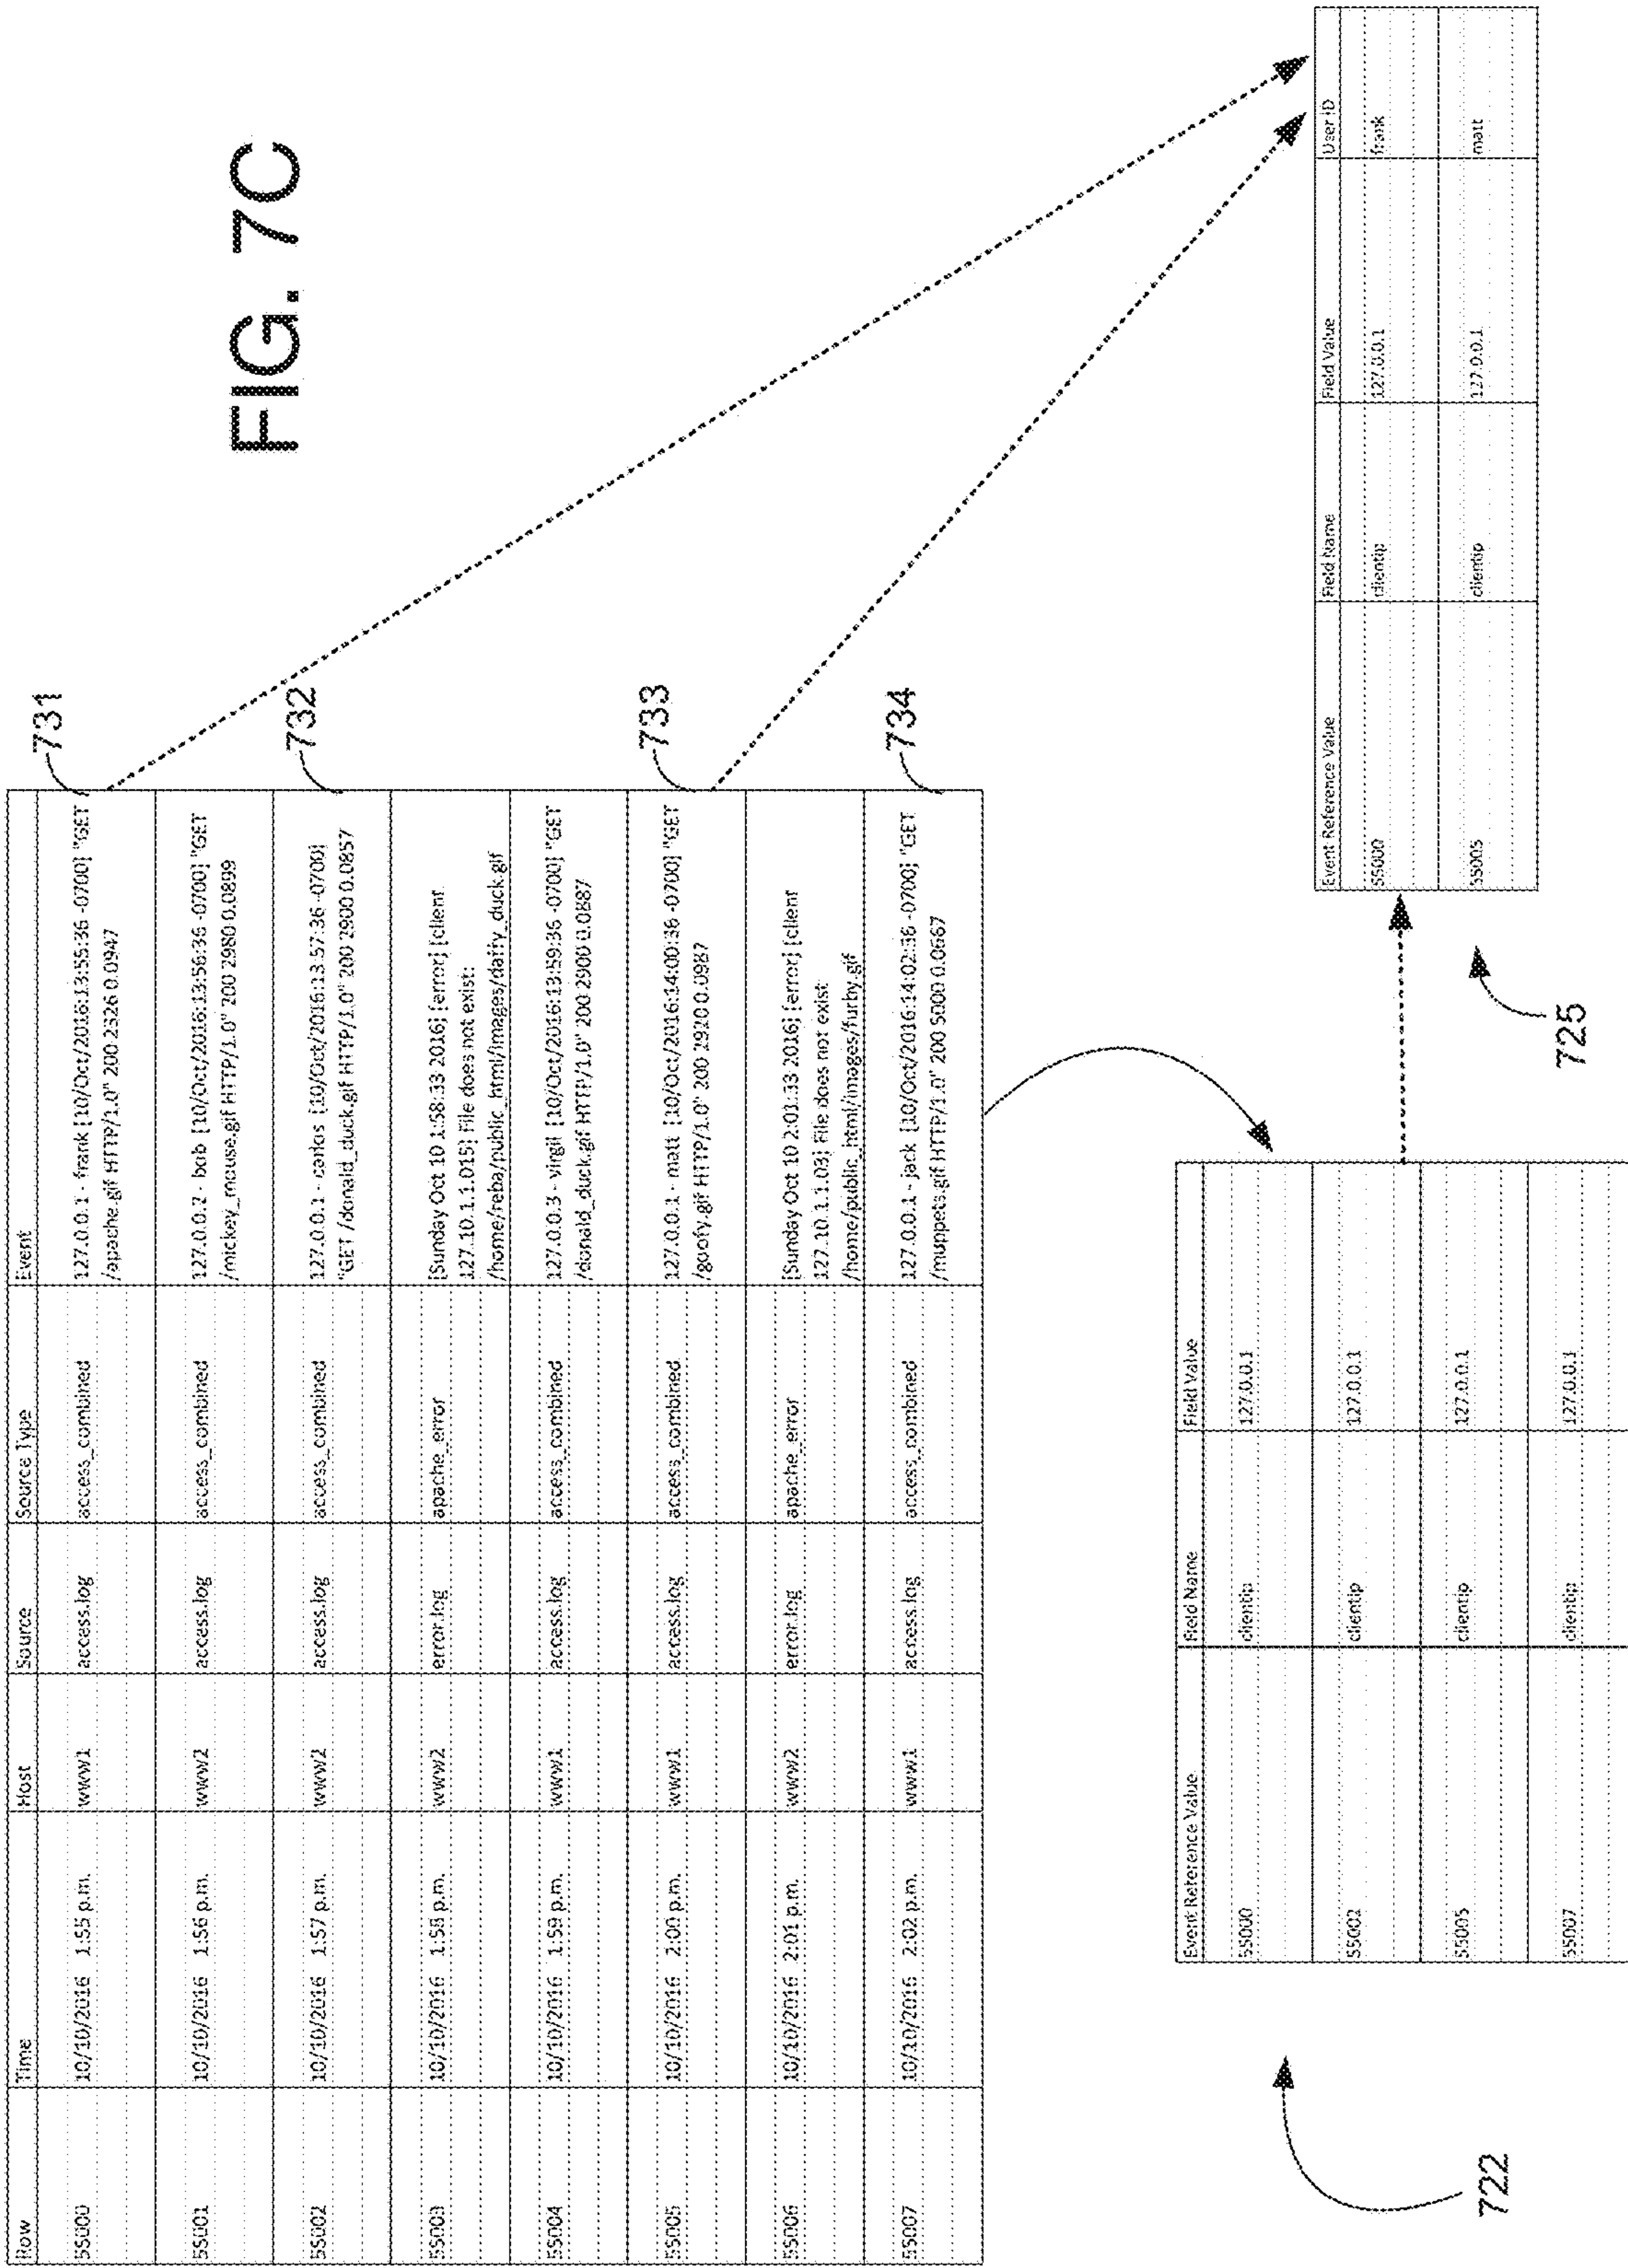 FIG. 7C
Row Time Host Source Source Type Event
55000 10/10/2016 1:55 p.m. www1 access.log access_combined 127.0.0.1 - frank [10/Oct/2016:13:55:36 -0700] "GET
/apache.gif HTTP/1.0" 200 2326 0.0947
731
55001 10/10/2016 1:56 p.m. www2 access.log access_combined 127.0.0.2 - bob [10/Oct/2016:13:56:36 -0700] "GET
/mickey_mouse.gif HTTP/1.0" 200 2980 0.0899
55002 10/10/2016 1:57 p.m. www2 access.log access_combined 127.0.0.1 - carlos [10/Oct/2016:13:57:36 -0700]
"GET /donald_duck.gif HTTP/1.0" 200 2900 0.0857
732
55003 10/10/2016 1:58 p.m. www2 error.log apache_error [Sunday Oct 10 1:58:33 2016] [error] [client
127.10.1.1.015] File does not exist:
/home/reba/public_html/images/daffy_duck.gif
55004 10/10/2016 1:59 p.m. www1 access.log access_combined 127.0.0.3 - virgil [10/Oct/2016:13:59:36 -0700] "GET
/donald_duck.gif HTTP/1.0" 200 2900 0.0887
55005 10/10/2016 2:00 p.m. www1 access.log access_combined 127.0.0.1 - matt [10/Oct/2016:14:00:36 -0700] "GET
/goofy.gif HTTP/1.0" 200 2920 0.0987
733
55006 10/10/2016 2:01 p.m. www2 error.log apache_error [Sunday Oct 10 2:01:33 2016] [error] [client
127.10.1.1.03] File does not exist:
/home/public_html/images/furby.gif
55007 10/10/2016 2:02 p.m. www1 access.log access_combined 127.0.0.1 - jack [10/Oct/2016:14:02:36 -0700] "GET
/muppets.gif HTTP/1.0" 200 5000 0.0667
734
Event Reference Value Field Name Field Value
55000 clientip 127.0.0.1
55002 clientip 127.0.0.1
55005 clientip 127.0.0.1
55007 clientip 127.0.0.1
722
Event Reference Value Field Name Field Value User ID
55000 clientip 127.0.0.1 frank
55005 clientip 127.0.0.1 matt
725